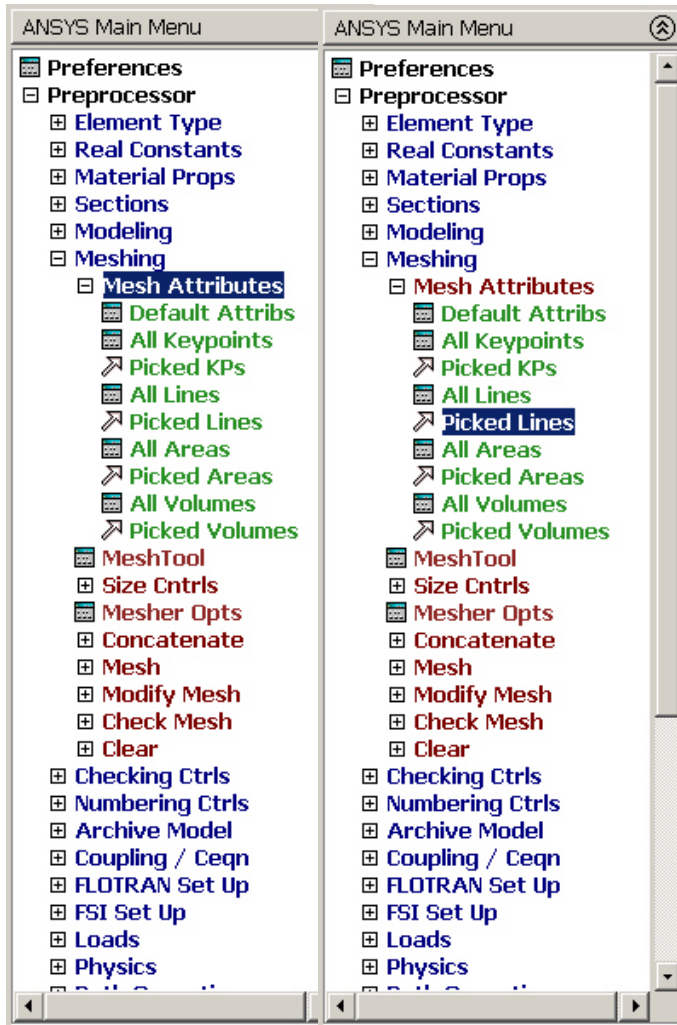 ANSYS Main Menu
Preferences
Preprocessor
Element Type
Real Constants
Material Props
Sections
Modeling
Meshing
Mesh Attributes
Default Attribs
All Keypoints
Picked KPs
All Lines
Picked Lines
All Areas
Picked Areas
All Volumes
Picked Volumes
MeshTool
Size Cntrls
Mesher Opts
Concatenate
Mesh
Modify Mesh
Check Mesh
Clear
Checking Ctrls
Numbering Ctrls
Archive Model
Coupling / Ceqn
FLOTRAN Set Up
FSI Set Up
Loads
Physics
ANSYS Main Menu
Preferences
Preprocessor
Element Type
Real Constants
Material Props
Sections
Modeling
Meshing
Mesh Attributes
Default Attribs
All Keypoints
Picked KPs
All Lines
Picked Lines
All Areas
Picked Areas
All Volumes
Picked Volumes
MeshTool
Size Cntrls
Mesher Opts
Concatenate
Mesh
Modify Mesh
Check Mesh
Clear
Checking Ctrls
Numbering Ctrls
Archive Model
Coupling / Ceqn
FLOTRAN Set Up
FSI Set Up
Loads
Physics